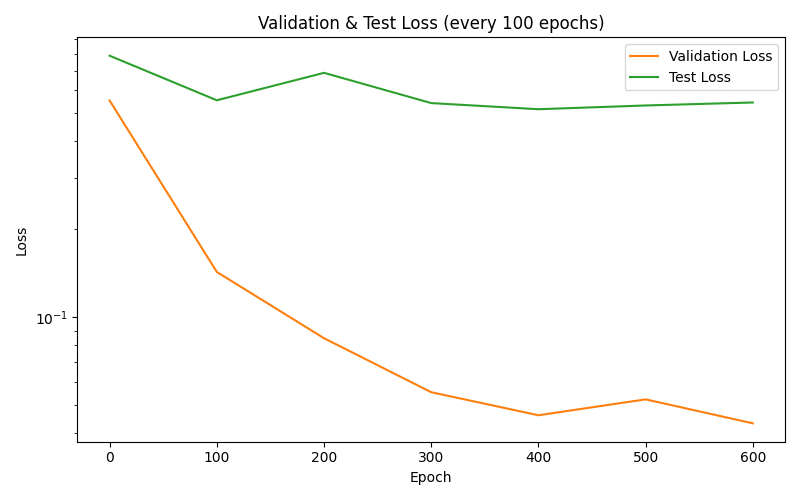 Validation & Test Loss (every 100 epochs)
Validation Loss
Test Loss
Loss
10⁻¹
0 100 200 300 400 500 600
Epoch